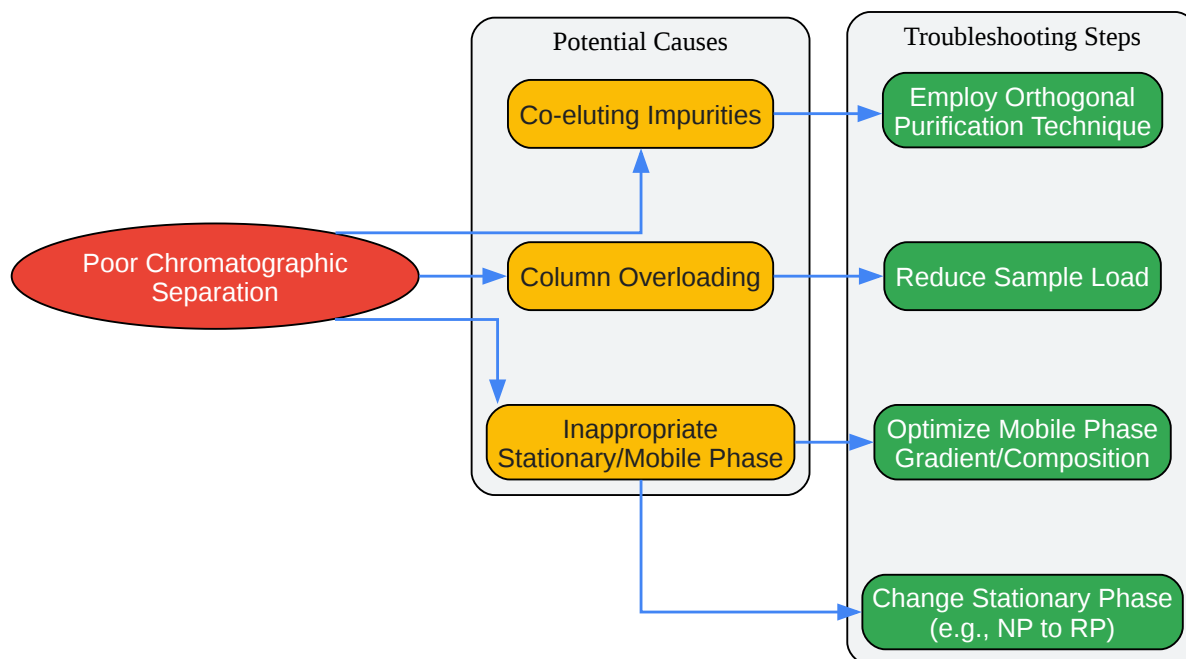 Potential Causes
Troubleshooting Steps
Co-eluting Impurities
Employ Orthogonal
Purification Technique
Poor Chromatographic
Separation
Column Overloading
Reduce Sample Load
Inappropriate
Stationary/Mobile Phase
Optimize Mobile Phase
Gradient/Composition
Change Stationary Phase
(e.g., NP to RP)